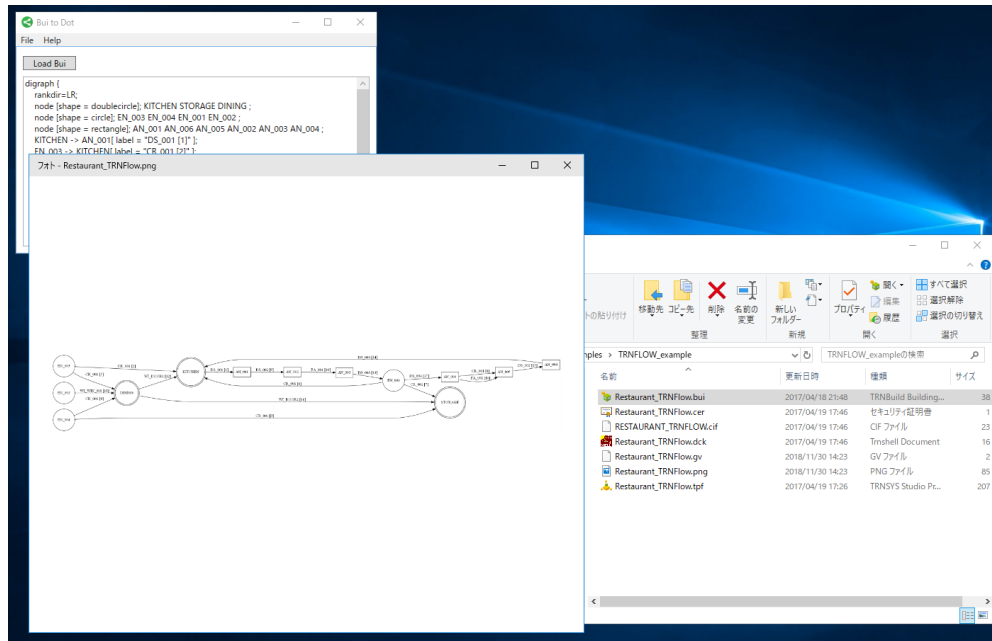 Bui to Dot
File Help
Load Bui
digraph {
rankdir=LR;
node [shape = doublecircle]; KITCHEN STORAGE DINING ;
node [shape = circle]; EN_003 EN_004 EN_001 EN_002 ;
node [shape = rectangle]; AN_001 AN_006 AN_005 AN_002 AN_003 AN_004 ;
KITCHEN -> AN_001[ label = "DS_001 [1]" ];
EN_003 -> KITCHEN[ label = "CR_001 [2]" ];
フォト - Restaurant_TRNFlow.png
KITCHEN
DINING
STORAGE
トの貼り付け
移動先 コピー先 削除 名前の変更
新しいフォルダー
プロパティ
開く
編集
履歴
すべて選択
選択解除
選択の切り替え
整理 新規 開く 選択
nples › TRNFLOW_example
TRNFLOW_exampleの検索
名前 更新日時 種類 サイズ
Restaurant_TRNFlow.bui 2017/04/18 21:48 TRNBuild Building... 38
Restaurant_TRNFlow.cer 2017/04/19 17:46 セキュリティ証明書 1
RESTAURANT_TRNFLOW.cif 2017/04/19 17:46 CIF ファイル 23
Restaurant_TRNFlow.dck 2017/04/19 17:46 Trnshell Document 16
Restaurant_TRNFlow.gv 2018/11/30 14:23 GV ファイル 2
Restaurant_TRNFlow.png 2018/11/30 14:23 PNG ファイル 85
Restaurant_TRNFlow.tpf 2017/04/19 17:26 TRNSYS Studio Pr... 207